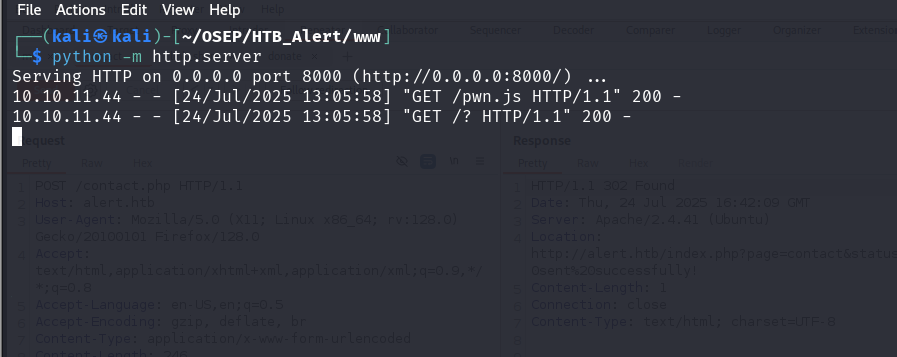 File Actions Edit View Help
Collaborator Sequencer Decoder Comparer Logger Organizer Extensions
┌──(kali㉿kali)-[~/OSEP/HTB_Alert/www]
└─$ python -m http.server
Serving HTTP on 0.0.0.0 port 8000 (http://0.0.0.0:8000/) ...
10.10.11.44 - - [24/Jul/2025 13:05:58] "GET /pwn.js HTTP/1.1" 200 -
10.10.11.44 - - [24/Jul/2025 13:05:58] "GET /? HTTP/1.1" 200 -
Request
Pretty Raw Hex
1 POST /contact.php HTTP/1.1
2 Host: alert.htb
3 User-Agent: Mozilla/5.0 (X11; Linux x86_64; rv:128.0)
Gecko/20100101 Firefox/128.0
4 Accept:
text/html,application/xhtml+xml,application/xml;q=0.9,*/
*;q=0.8
5 Accept-Language: en-US,en;q=0.5
6 Accept-Encoding: gzip, deflate, br
7 Content-Type: application/x-www-form-urlencoded
Content-Length: 246
Response
Pretty Raw Hex
1 HTTP/1.1 302 Found
2 Date: Thu, 24 Jul 2025 16:42:09 GMT
3 Server: Apache/2.4.41 (Ubuntu)
4 Location:
http://alert.htb/index.php?page=contact&status
0sent%20successfully!
5 Content-Length: 1
6 Connection: close
7 Content-Type: text/html; charset=UTF-8
8